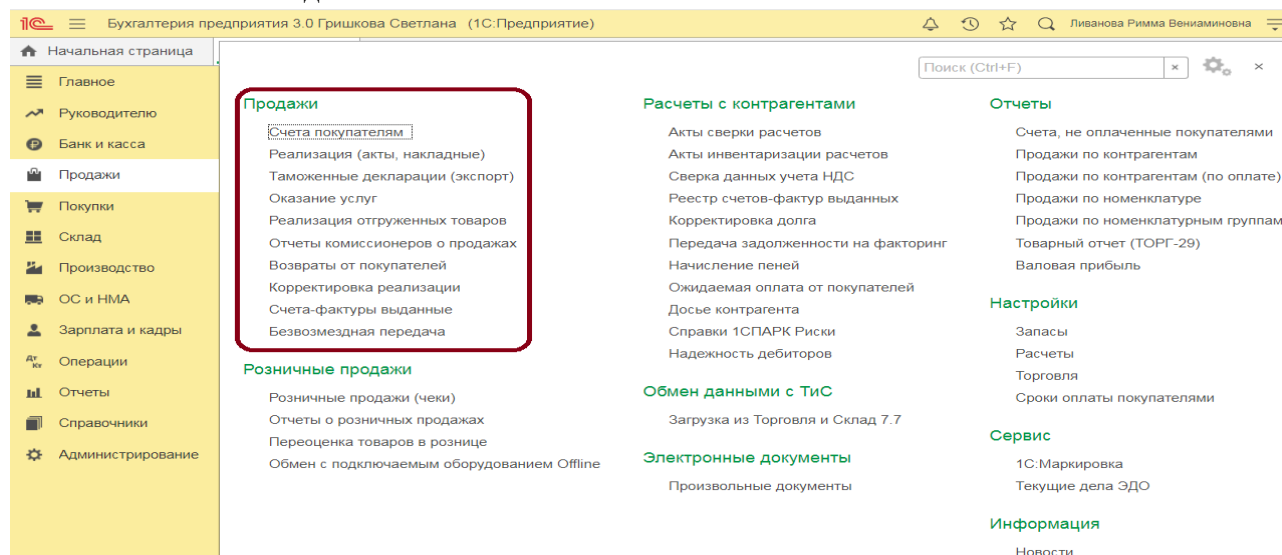 1С Бухгалтерия предприятия 3.0 Гришкова Светлана (1С:Предприятие) Ливанова Римма Вениаминовна
Начальная страница
Поиск (Ctrl+F)
Главное
Руководителю
Банк и касса
Продажи
Покупки
Склад
Производство
ОС и НМА
Зарплата и кадры
Дт Кт Операции
Отчеты
Справочники
Администрирование
Продажи
Счета покупателям
Реализация (акты, накладные)
Таможенные декларации (экспорт)
Оказание услуг
Реализация отгруженных товаров
Отчеты комиссионеров о продажах
Возвраты от покупателей
Корректировка реализации
Счета-фактуры выданные
Безвозмездная передача
Розничные продажи
Розничные продажи (чеки)
Отчеты о розничных продажах
Переоценка товаров в рознице
Обмен с подключаемым оборудованием Offline
Расчеты с контрагентами
Акты сверки расчетов
Акты инвентаризации расчетов
Сверка данных учета НДС
Реестр счетов-фактур выданных
Корректировка долга
Передача задолженности на факторинг
Начисление пеней
Ожидаемая оплата от покупателей
Досье контрагента
Справки 1СПАРК Риски
Надежность дебиторов
Обмен данными с ТиС
Загрузка из Торговля и Склад 7.7
Электронные документы
Произвольные документы
Отчеты
Счета, не оплаченные покупателями
Продажи по контрагентам
Продажи по контрагентам (по оплате)
Продажи по номенклатуре
Продажи по номенклатурным группам
Товарный отчет (ТОРГ-29)
Валовая прибыль
Настройки
Запасы
Расчеты
Торговля
Сроки оплаты покупателями
Сервис
1С:Маркировка
Текущие дела ЭДО
Информация
Новости